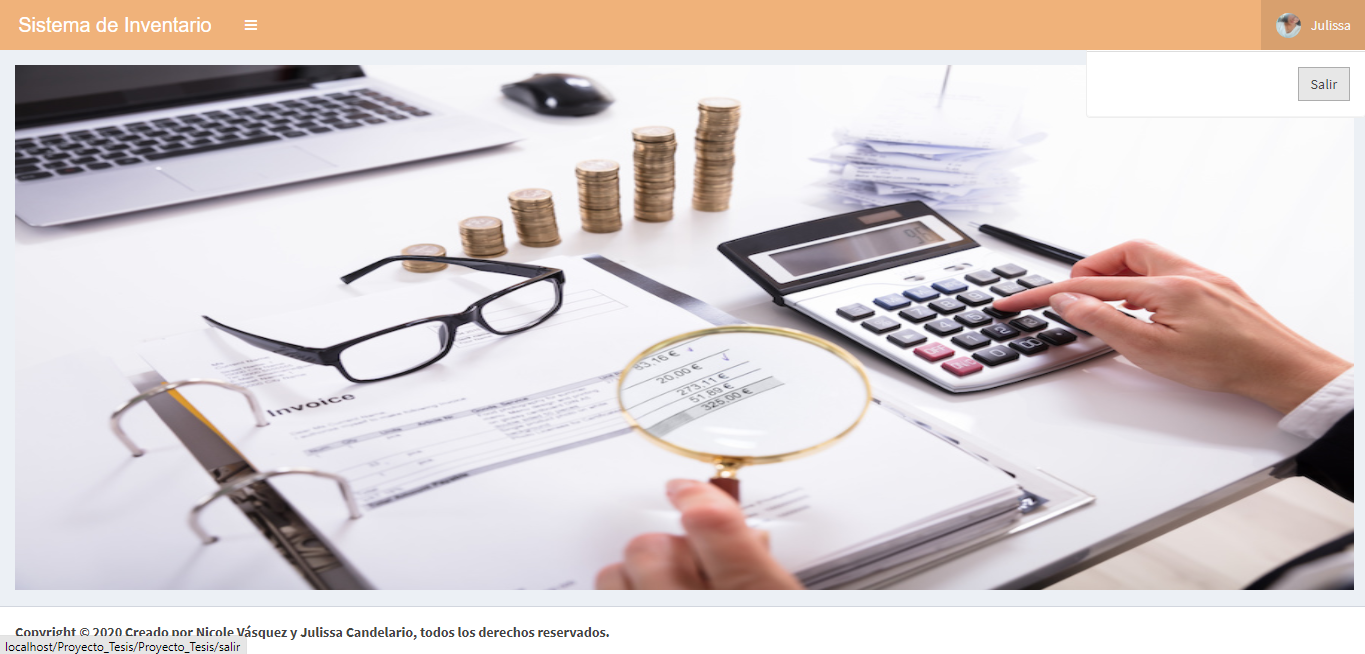 Sistema de Inventario
Julissa
Salir
Invoice
83,16 €
20,00 €
273,11 €
51,89 €
325,00 €
Copyright © 2020 Creado por Nicole Vásquez y Julissa Candelario, todos los derechos reservados.
localhost/Proyecto_Tesis/Proyecto_Tesis/salir